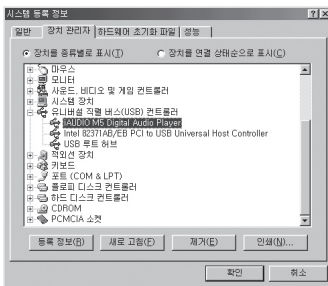 시스템 등록 정보
일반 장치 관리자 하드웨어 초기화 파일 성능
장치를 종류별로 표시(T) 장치를 연결 상태순으로 표시(C)
마우스
모니터
사운드, 비디오 및 게임 컨트롤러
시스템 장치
유니버설 직렬 버스(USB) 컨트롤러
IAUDIO M5 Digital Audio Player
Intel 82371AB/EB PCI to USB Universal Host Controller
USB 루트 허브
적외선 장치
키보드
포트 (COM & LPT)
플로피 디스크 컨트롤러
하드 디스크 컨트롤러
CDROM
PCMCIA 소켓
등록 정보(R) 새로 고침(F) 제거(E) 인쇄(N)...
확인 취소